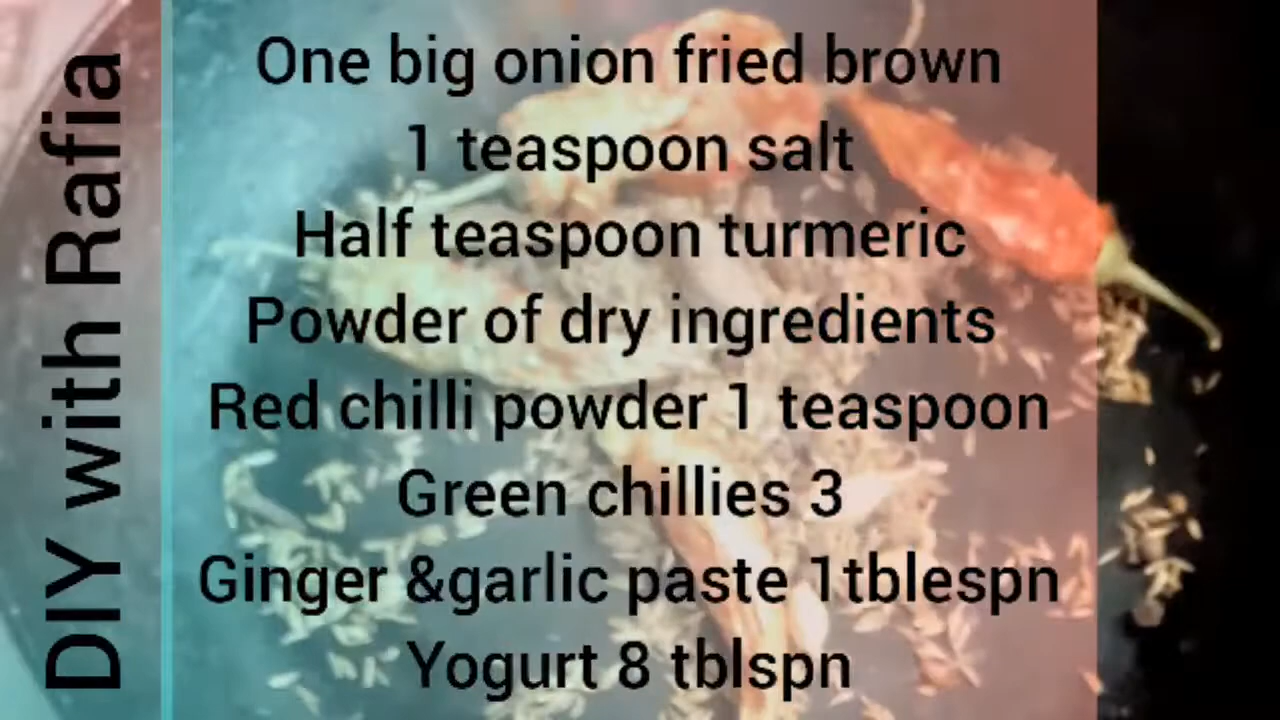 DIY with Rafia
One big onion fried brown
1 teaspoon salt
Half teaspoon turmeric
Powder of dry ingredients
Red chilli powder 1 teaspoon
Green chillies 3
Ginger &garlic paste 1tblespn
Yogurt 8 tblspn